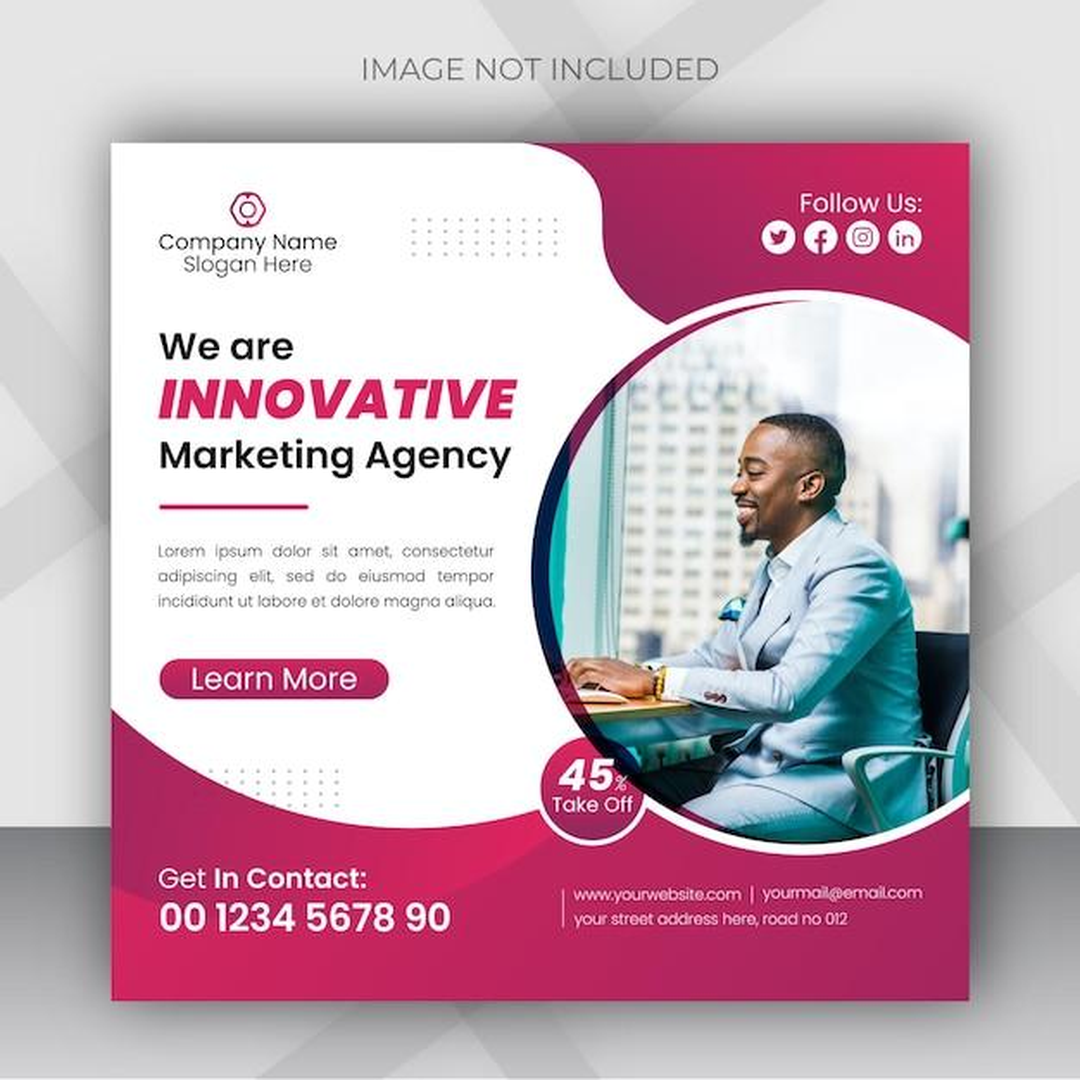 IMAGE NOT INCLUDED
Company Name
Slogan Here
Follow Us:
We are
INNOVATIVE
Marketing Agency
Lorem ipsum dolor sit amet, consectetur
adipiscing elit, sed do eiusmod tempor
incididunt ut labore et dolore magna aliqua.
Learn More
45%
Take Off
Get In Contact:
00 1234 5678 90
www.yourwebsite.com | yourmail@email.com
your street address here, road no 012